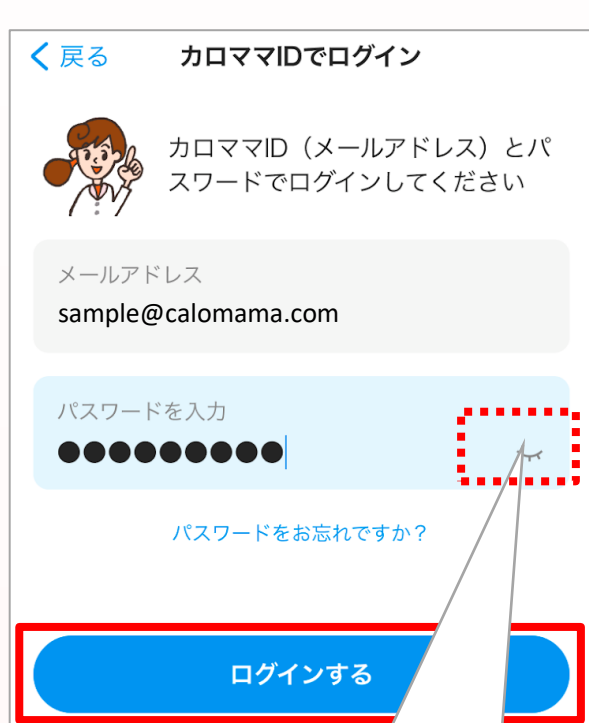 戻る カロママIDでログイン
カロママID（メールアドレス）とパ
スワードでログインしてください
メールアドレス
sample@calomama.com
パスワードを入力
●●●●●●●●●
パスワードをお忘れですか？
ログインする